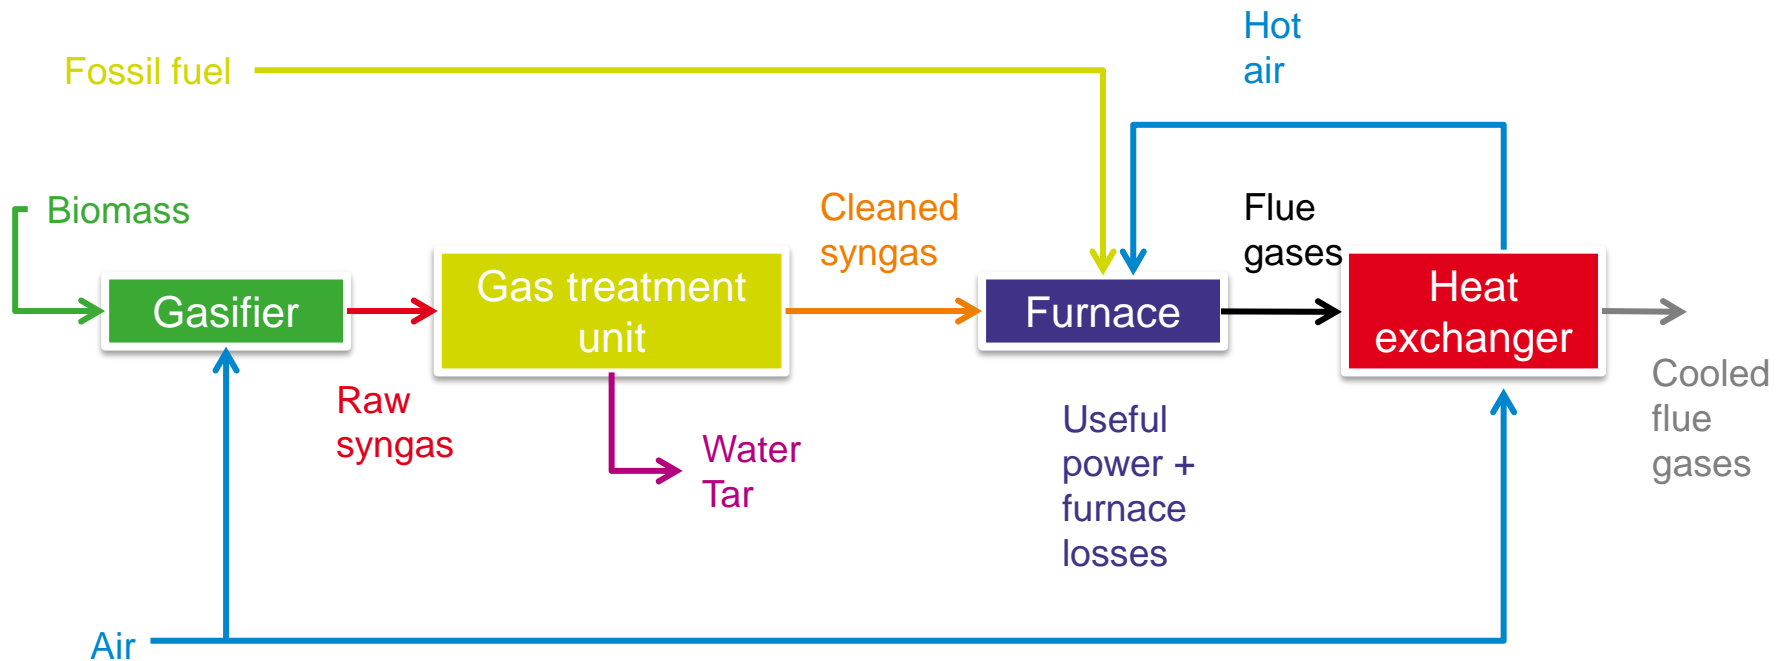 Hot
air
Fossil fuel
Biomass
Cleaned
syngas
Flue
gases
Gasifier
Gas treatment
unit
Furnace
Heat
exchanger
Raw
syngas
Water
Tar
Useful
power +
furnace
losses
Cooled
flue
gases
Air